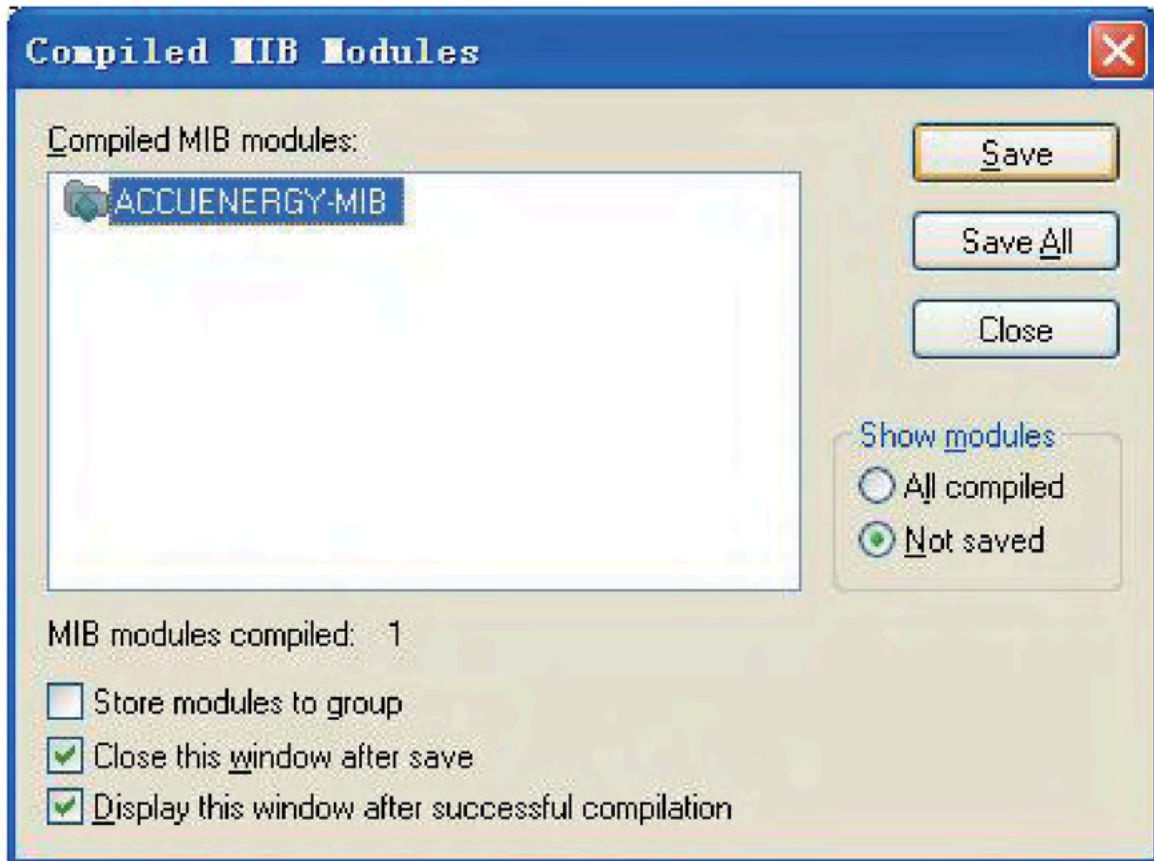 Compiled MIB Modules
Compiled MIB modules:
ACCUENERGY-MIB
Save
Save All
Close
Show modules
All compiled
Not saved
MIB modules compiled: 1
Store modules to group
Close this window after save
Display this window after successful compilation